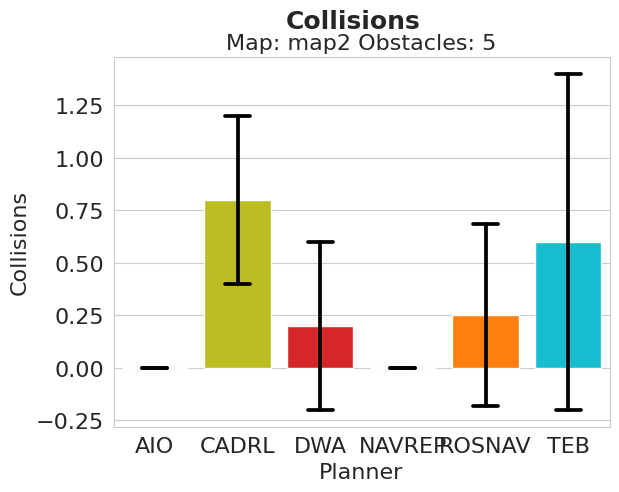 Collisions
Map: map2 Obstacles: 5
1.25
1.00
0.75
0.50
0.25
0.00
−0.25
Collisions
AIO CADRL DWA NAVREP ROSNAV TEB
Planner